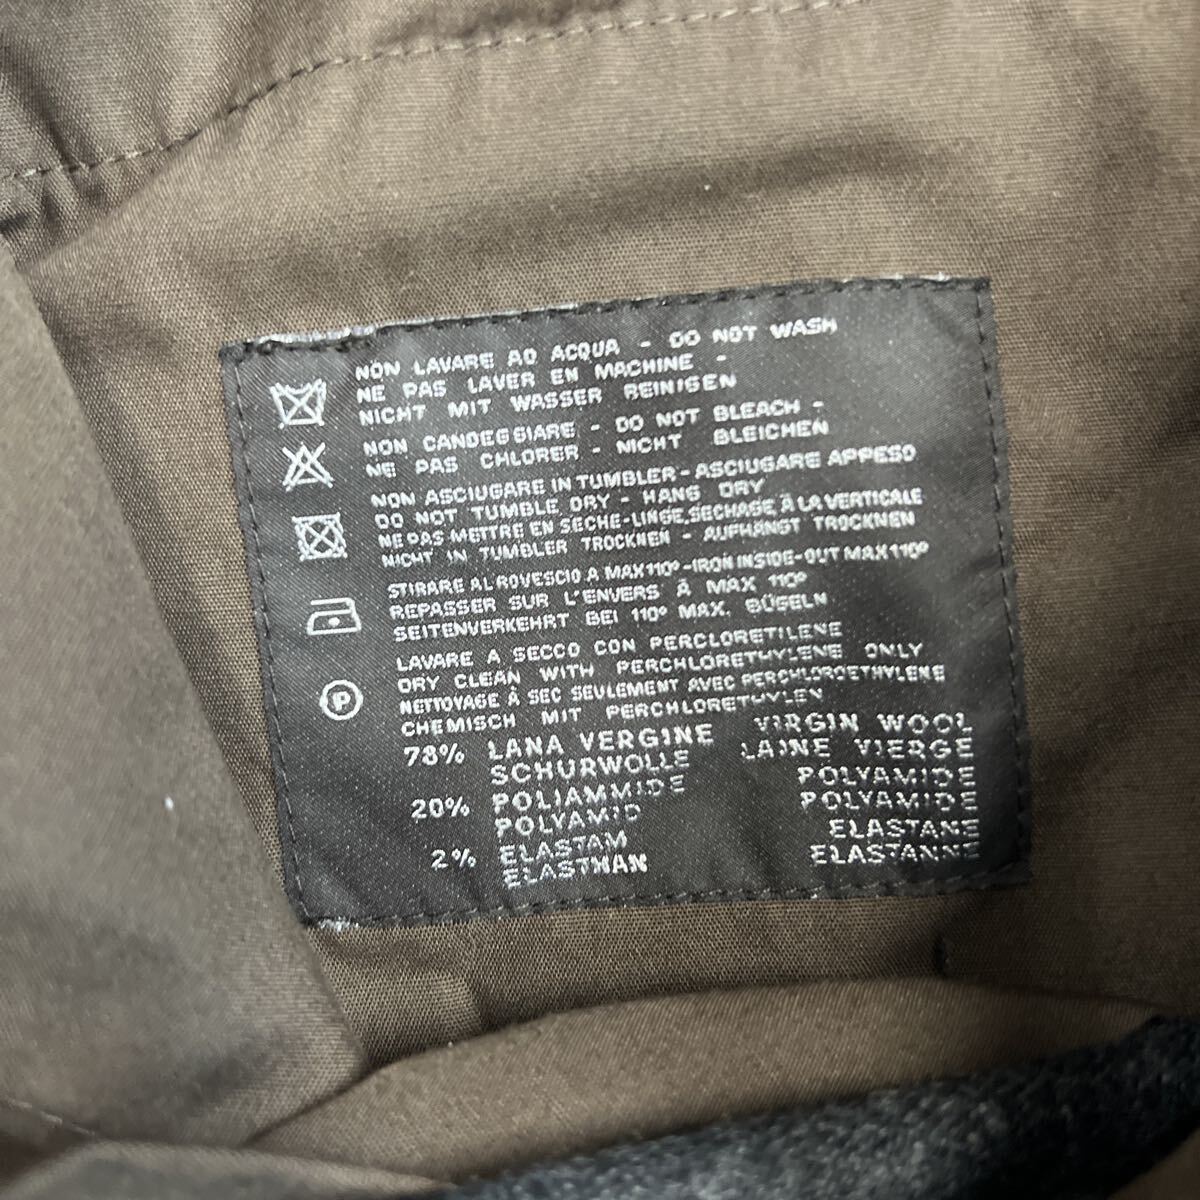 NON LAVARE AD ACQUA - DO NOT WASH
NE PAS LAVER EN MACHINE -
NICHT MIT WASSER REINIGEN
NON CANDEGGIARE - DO NOT BLEACH -
NE PAS CHLORER - NICHT BLEICHEN
NON ASCIUGARE IN TUMBLER - ASCIUGARE APPESO
DO NOT TUMBLE DRY - HANG DRY
NE PAS METTRE EN SECHE-LINGE, SECHAGE À LA VERTICALE
NICHT IN TUMBLER TROCKNEN - AUFHÄNGT TROCKNEN
STIRARE AL ROVESCIO A MAX 110° - IRON INSIDE-OUT MAX 110°
REPASSER SUR L'ENVERS À MAX 110°
SEITENVERKEHRT BEI 110° MAX. BÜGELN
LAVARE A SECCO CON PERCLORETILENE
DRY CLEAN WITH PERCHLORETHYLENE ONLY
NETTOYAGE À SEC SEULEMENT AVEC PERCHLOROETHYLENE
CHEMISCH MIT PERCHLORETHYLEN
P
78% LANA VERGINE VIRGIN WOOL
SCHURWOLLE LAINE VIERGE
20% POLIAMMIDE POLYAMIDE
POLYAMID POLYAMIDE
2% ELASTAM ELASTANE
ELASTHAN ELASTANNE